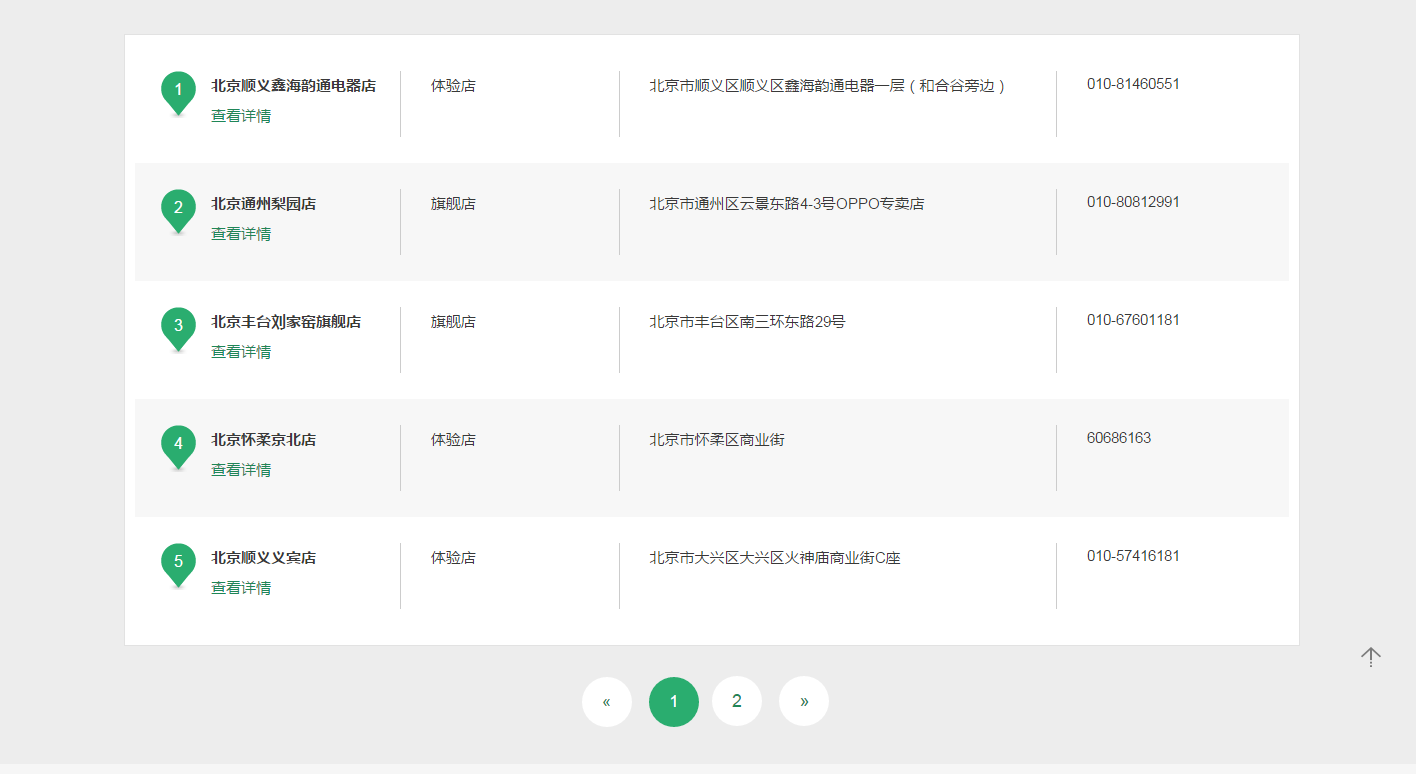 1
北京顺义鑫海韵通电器店
体验店
北京市顺义区顺义区鑫海韵通电器一层（和合谷旁边）
010-81460551
查看详情
2
北京通州梨园店
旗舰店
北京市通州区云景东路4-3号OPPO专卖店
010-80812991
查看详情
3
北京丰台刘家窑旗舰店
旗舰店
北京市丰台区南三环东路29号
010-67601181
查看详情
4
北京怀柔京北店
体验店
北京市怀柔区商业街
60686163
查看详情
5
北京顺义义宾店
体验店
北京市大兴区大兴区火神庙商业街C座
010-57416181
查看详情
« 1 2 »